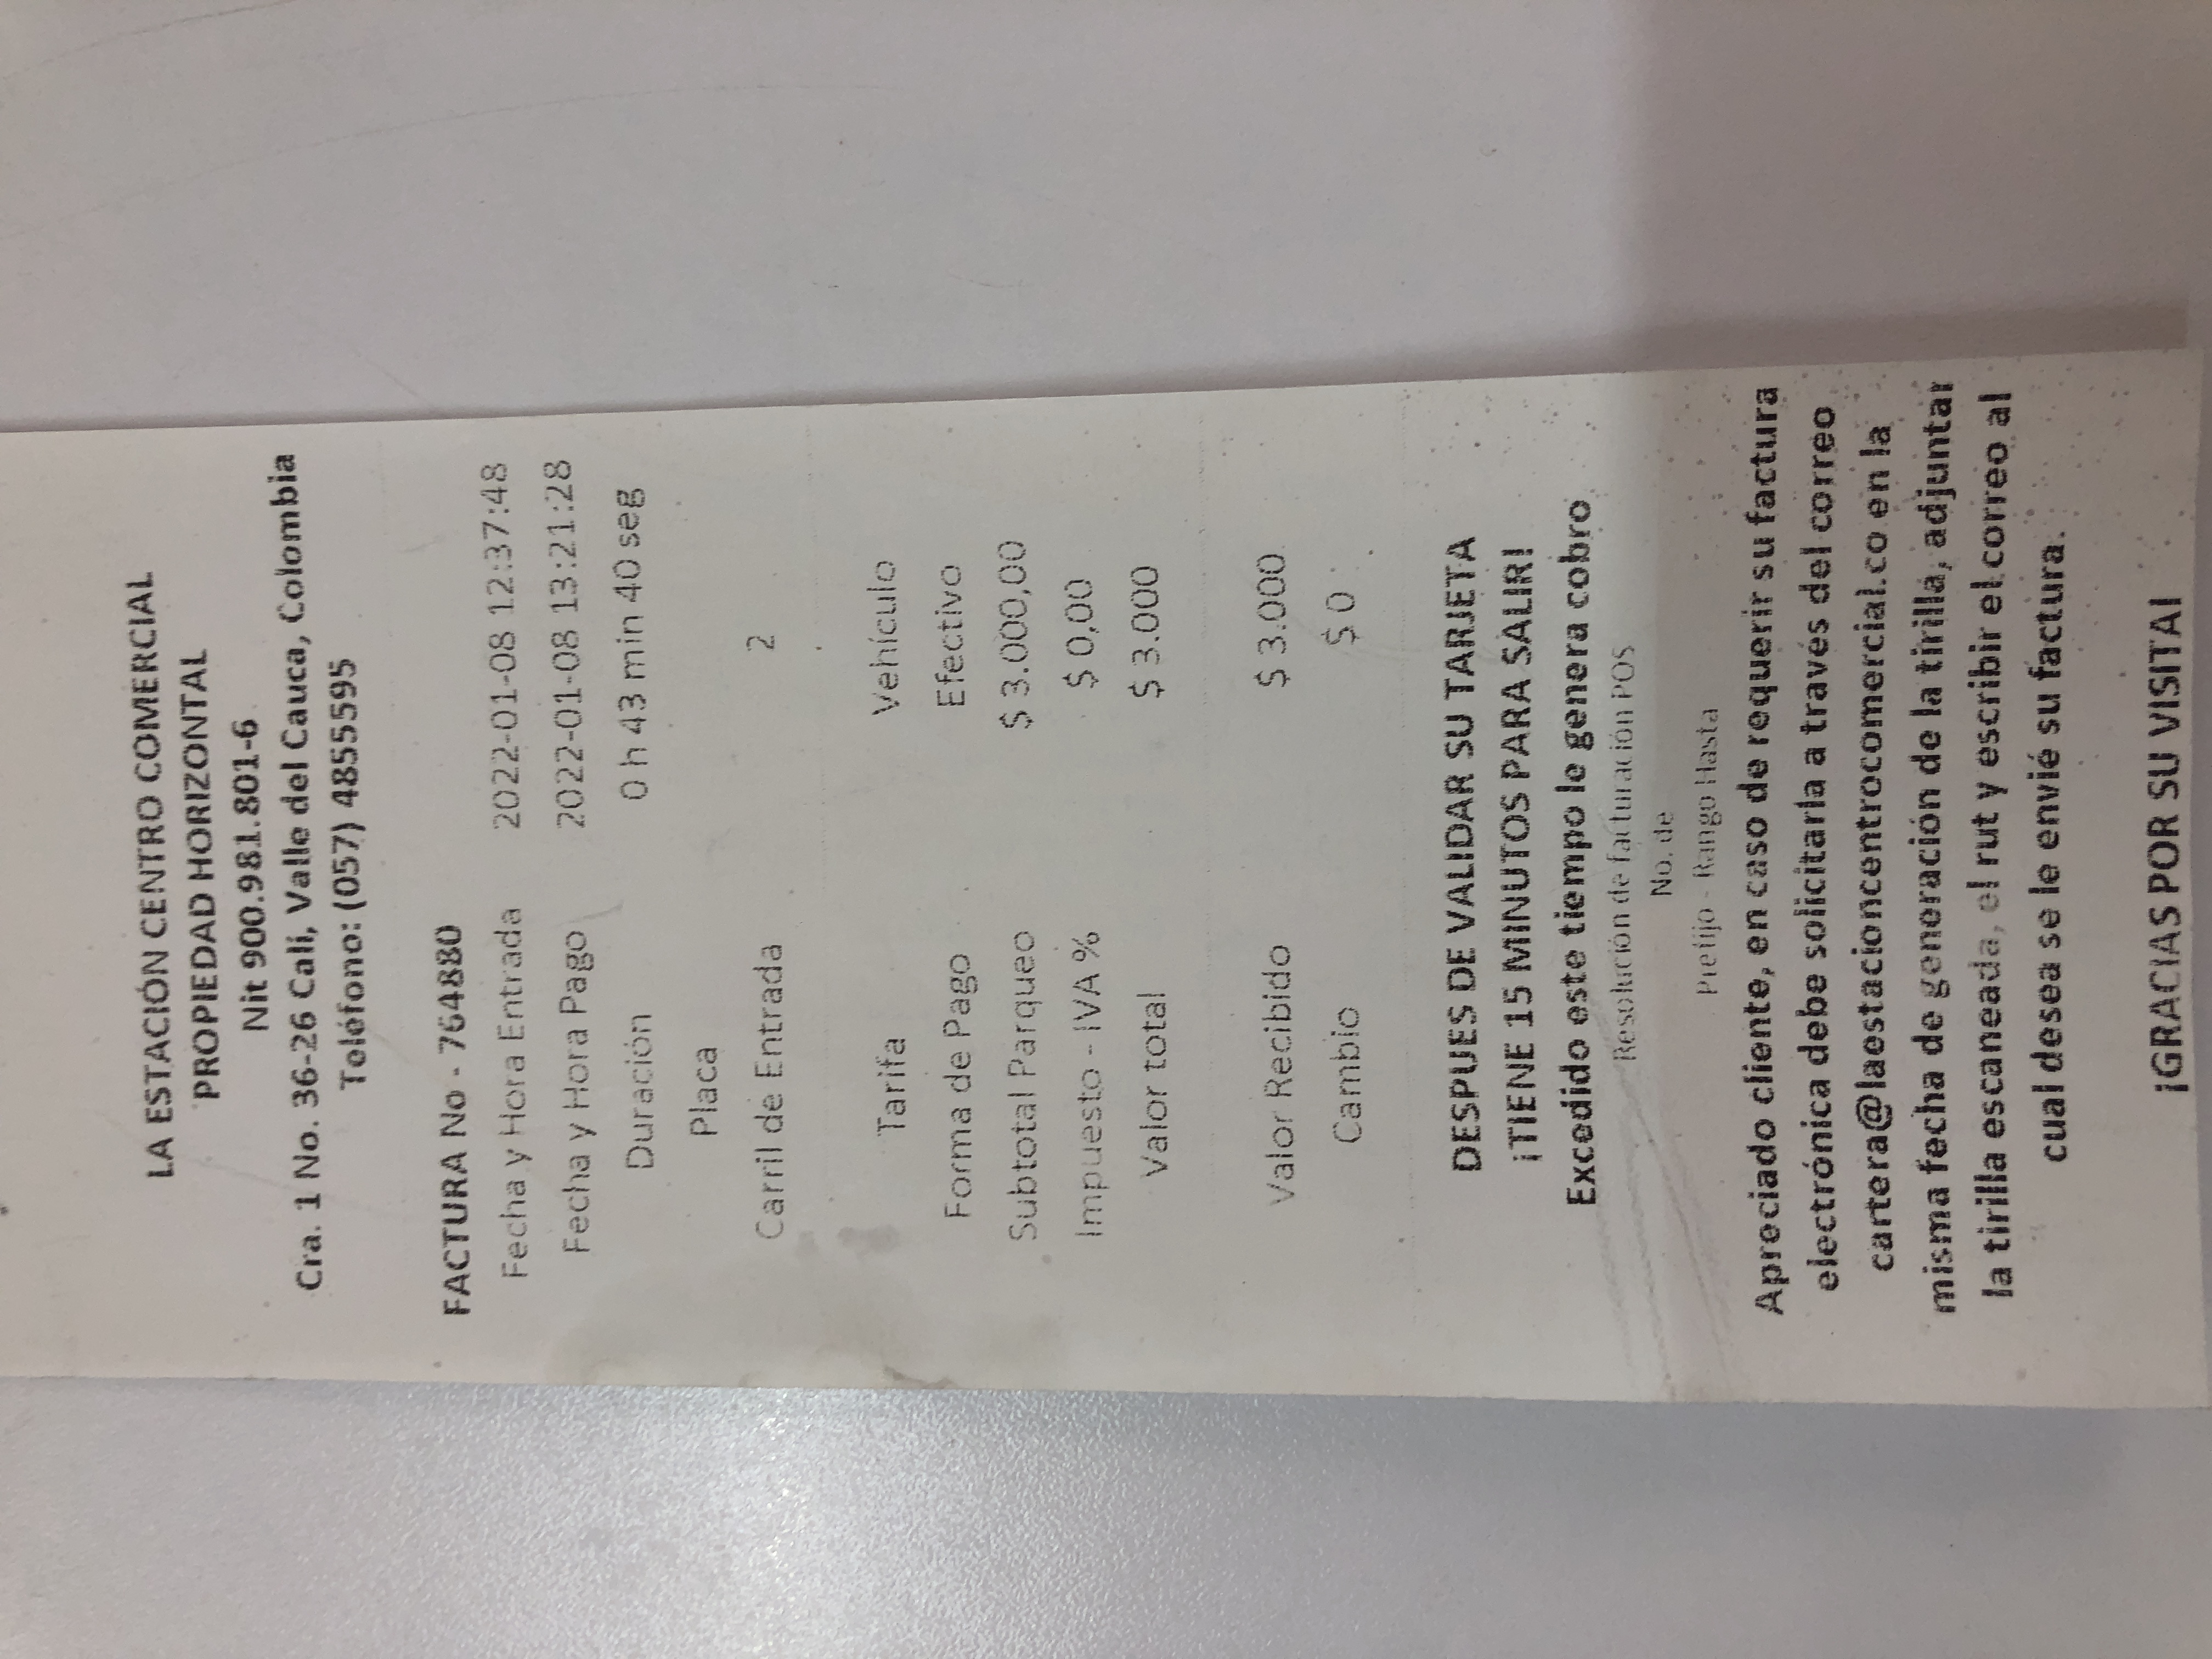 LA ESTACIÓN CENTRO COMERCIAL
PROPIEDAD HORIZONTAL
Nit 900.981.801-6
Cra. 1 No. 36-26 Cali, Valle del Cauca, Colombia
Teléfono: (057) 4855595
FACTURA No - 764880
Fecha y Hora Entrada 2022-01-08 12:37:48
Fecha y Hora Pago 2022-01-08 13:21:28
Duración 0 h 43 min 40 seg
Placa
Carril de Entrada 2
Tarifa Vehículo
Forma de Pago Efectivo
Subtotal Parqueo $ 3.000,00
Impuesto - IVA % $ 0,00
Valor total $ 3.000
Valor Recibido $ 3.000
Cambio $ 0
DESPUES DE VALIDAR SU TARJETA
¡TIENE 15 MINUTOS PARA SALIR!
Excedido este tiempo le genera cobro
Resolución de facturación POS
No. de
Prefijo - Rango Hasta
Apreciado cliente, en caso de requerir su factura
electrónica debe solicitarla a través del correo
cartera@laestacioncentrocomercial.co en la
misma fecha de generación de la tirilla, adjuntar
la tirilla escaneada, el rut y escribir el correo al
cual desea se le envié su factura.
¡GRACIAS POR SU VISITA!